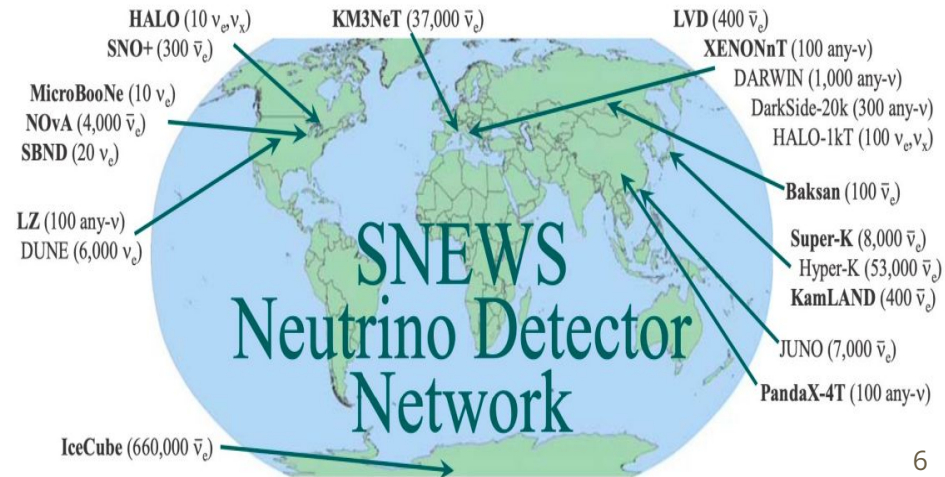 HALO (10 νₑ,νₓ)
SNO+ (300 ν̅ₑ)
MicroBooNe (10 νₑ)
NOvA (4,000 ν̅ₑ)
SBND (20 νₑ)
LZ (100 any-ν)
DUNE (6,000 νₑ)
KM3NeT (37,000 ν̅ₑ)
LVD (400 ν̅ₑ)
XENONnT (100 any-ν)
DARWIN (1,000 any-ν)
DarkSide-20k (300 any-ν)
HALO-1kT (100 νₑ,νₓ)
Baksan (100 ν̅ₑ)
Super-K (8,000 ν̅ₑ)
Hyper-K (53,000 ν̅ₑ)
KamLAND (400 ν̅ₑ)
JUNO (7,000 ν̅ₑ)
PandaX-4T (100 any-ν)
SNEWS
Neutrino Detector
Network
IceCube (660,000 ν̅ₑ)
6